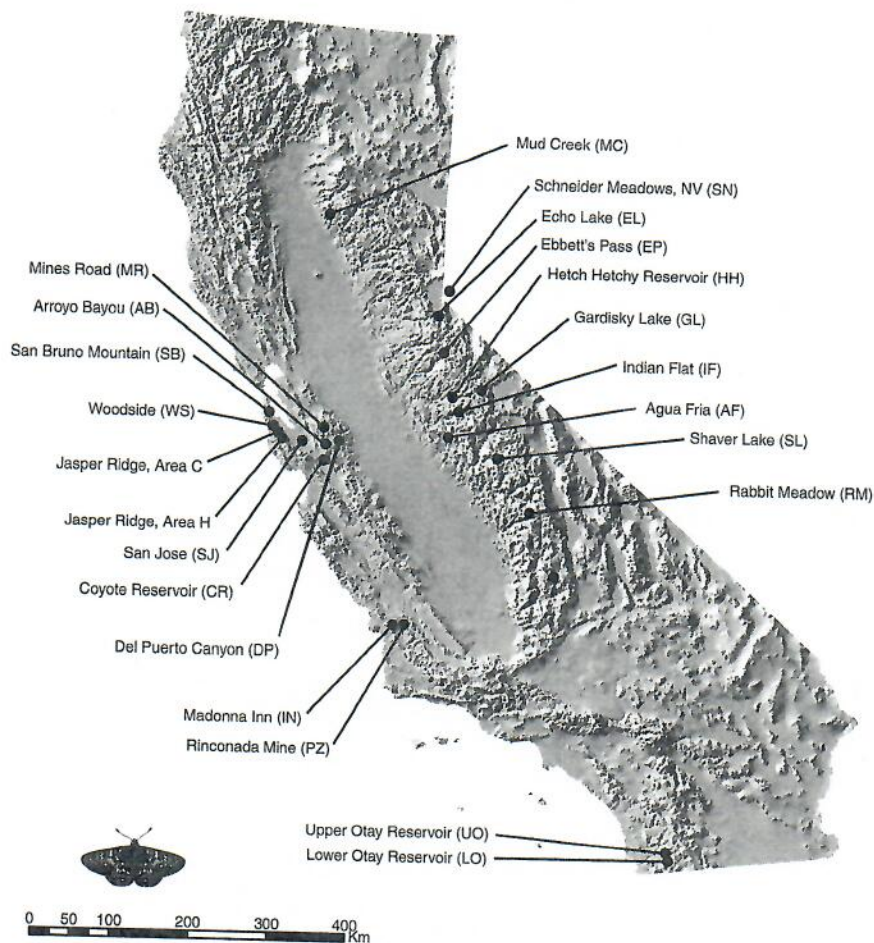 Mud Creek (MC)
Schneider Meadows, NV (SN)
Echo Lake (EL)
Ebbett's Pass (EP)
Hetch Hetchy Reservoir (HH)
Gardisky Lake (GL)
Indian Flat (IF)
Agua Fria (AF)
Shaver Lake (SL)
Rabbit Meadow (RM)
Mines Road (MR)
Arroyo Bayou (AB)
San Bruno Mountain (SB)
Woodside (WS)
Jasper Ridge, Area C
Jasper Ridge, Area H
San Jose (SJ)
Coyote Reservoir (CR)
Del Puerto Canyon (DP)
Madonna Inn (IN)
Rinconada Mine (PZ)
Upper Otay Reservoir (UO)
Lower Otay Reservoir (LO)
0 50 100 200 300 400
Km